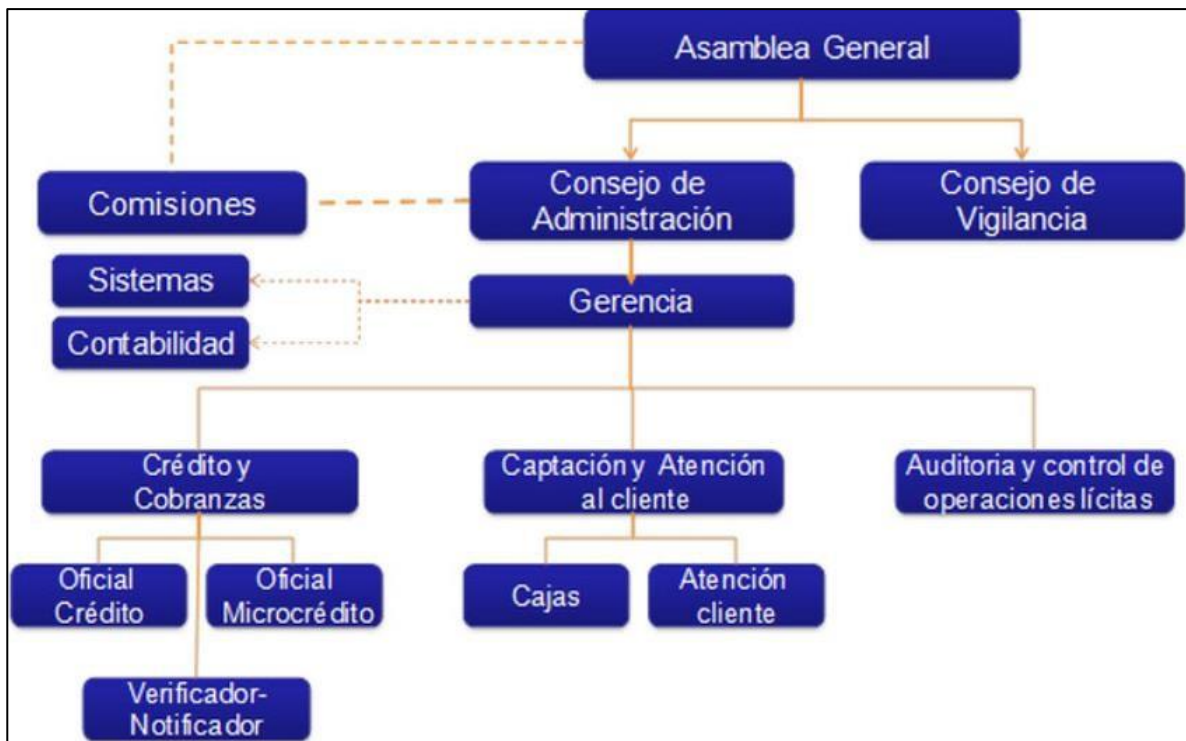 Asamblea General
Comisiones
Consejo de
Administración
Consejo de
Vigilancia
Sistemas
Contabilidad
Gerencia
Crédito y
Cobranzas
Captación y Atención
al cliente
Auditoria y control de
operaciones lícitas
Oficial
Crédito
Oficial
Microcrédito
Cajas
Atención
cliente
Verificador-
Notificador